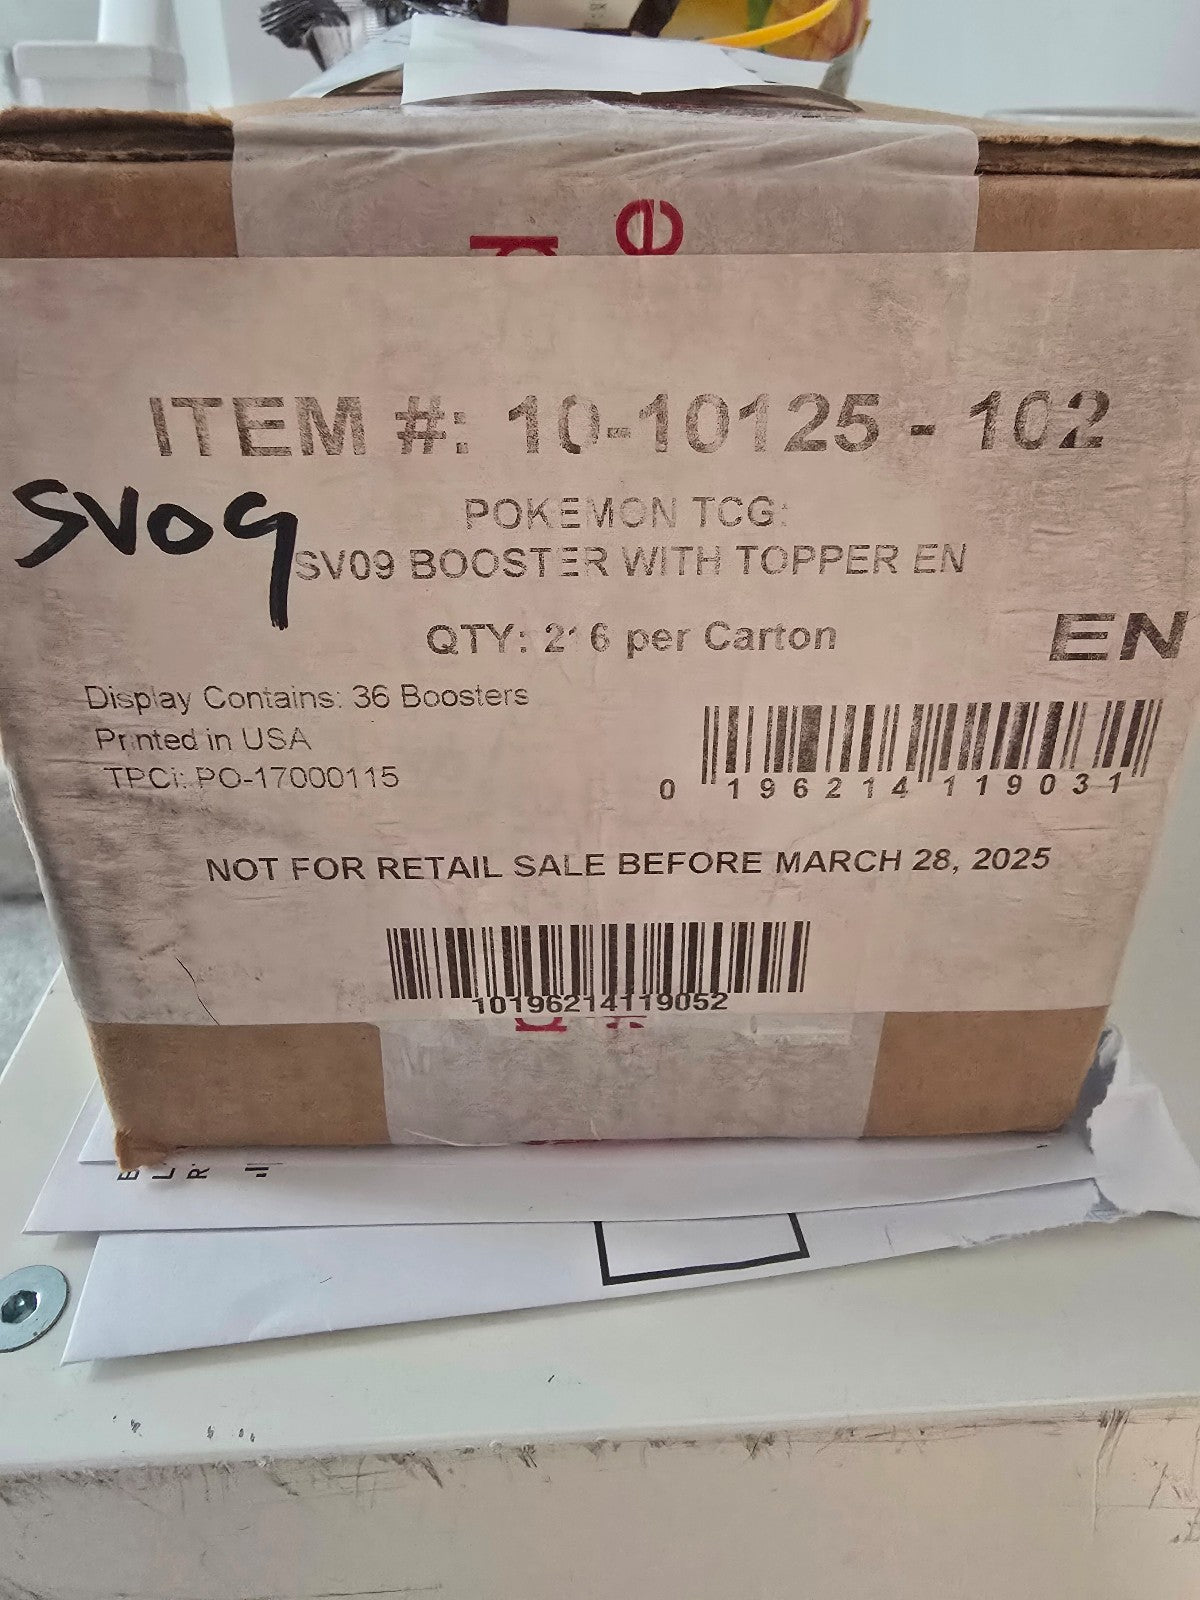 ITEM #: 10-10125 - 102
SV09
POKEMON TCG:
SV09 BOOSTER WITH TOPPER EN
QTY: 216 per Carton
EN
Display Contains: 36 Boosters
Printed in USA
TPCi: PO-17000115
0 196214 119031
NOT FOR RETAIL SALE BEFORE MARCH 28, 2025
10196214119052